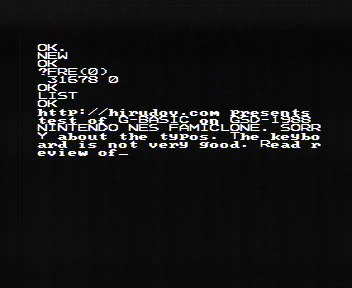 OK.
NEW
OK
?FRE(0)
31678 0
OK
LIST
OK
http://hirudov.com presents
test of G-BASIC on GSD-1988
NINTENDO NES FAMICLONE. SORR
Y about the typos. The keybo
ard is not very good. Read r
eview of_